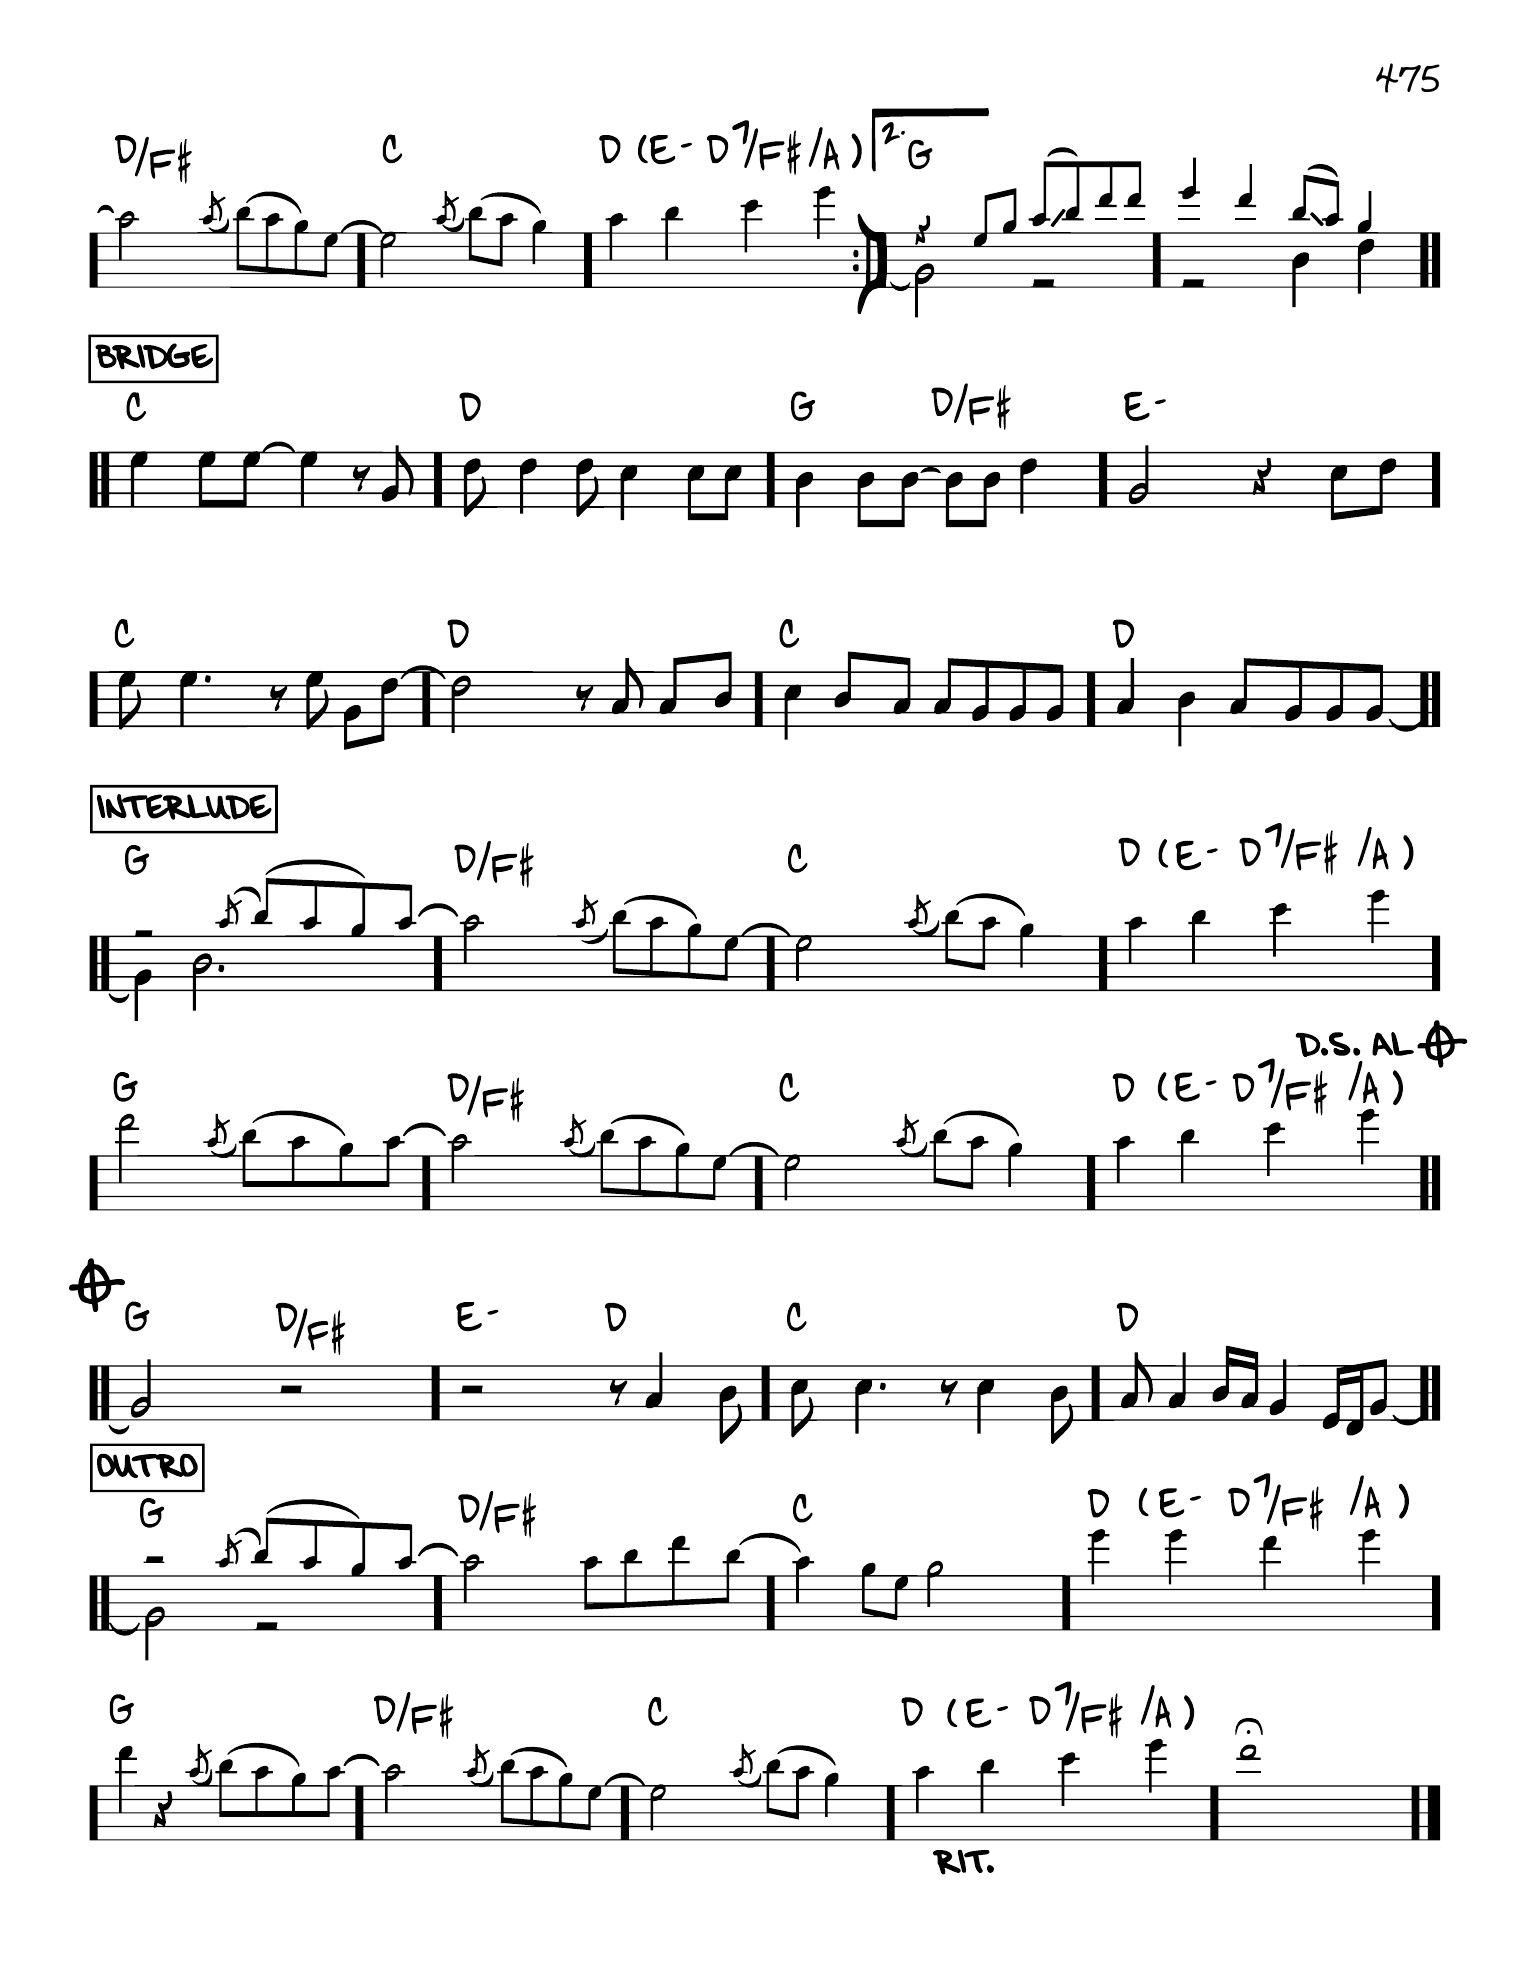 475
D/F# C D (E- D7/F# /A) 2. G
BRIDGE
C D G D/F# E-
C D C D
INTERLUDE
G D/F# C D (E- D7/F# /A)
D.S. AL
G D/F# C D (E- D7/F# /A)
G D/F# E- D C D
OUTRO
G D/F# C D (E- D7/F# /A)
G D/F# C D (E- D7/F# /A)
RIT.